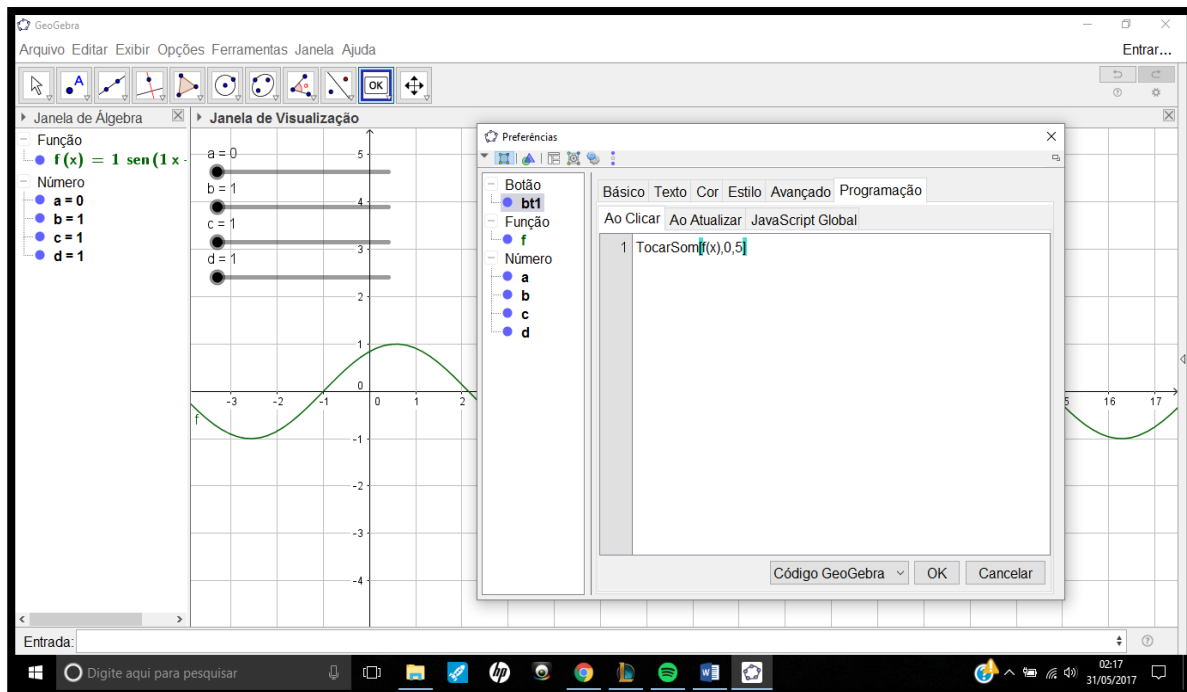 GeoGebra
Arquivo Editar Exibir Opções Ferramentas Janela Ajuda
Entrar...
A
OK
Janela de Álgebra
Função
f(x) = 1 sen(1 x -
Número
a = 0
b = 1
c = 1
d = 1
Janela de Visualização
a = 0
b = 1
c = 1
d = 1
5
4
3
2
1
0
-1
-2
-3
-4
-3
-2
-1
0
1
2
5
16
17
f
Preferências
Botão
bt1
Função
f
Número
a
b
c
d
Básico Texto Cor Estilo Avançado Programação
Ao Clicar Ao Atualizar JavaScript Global
1 TocarSom[f(x),0,5]
Código GeoGebra
OK
Cancelar
Entrada:
Digite aqui para pesquisar
hp
W
02:17
31/05/2017